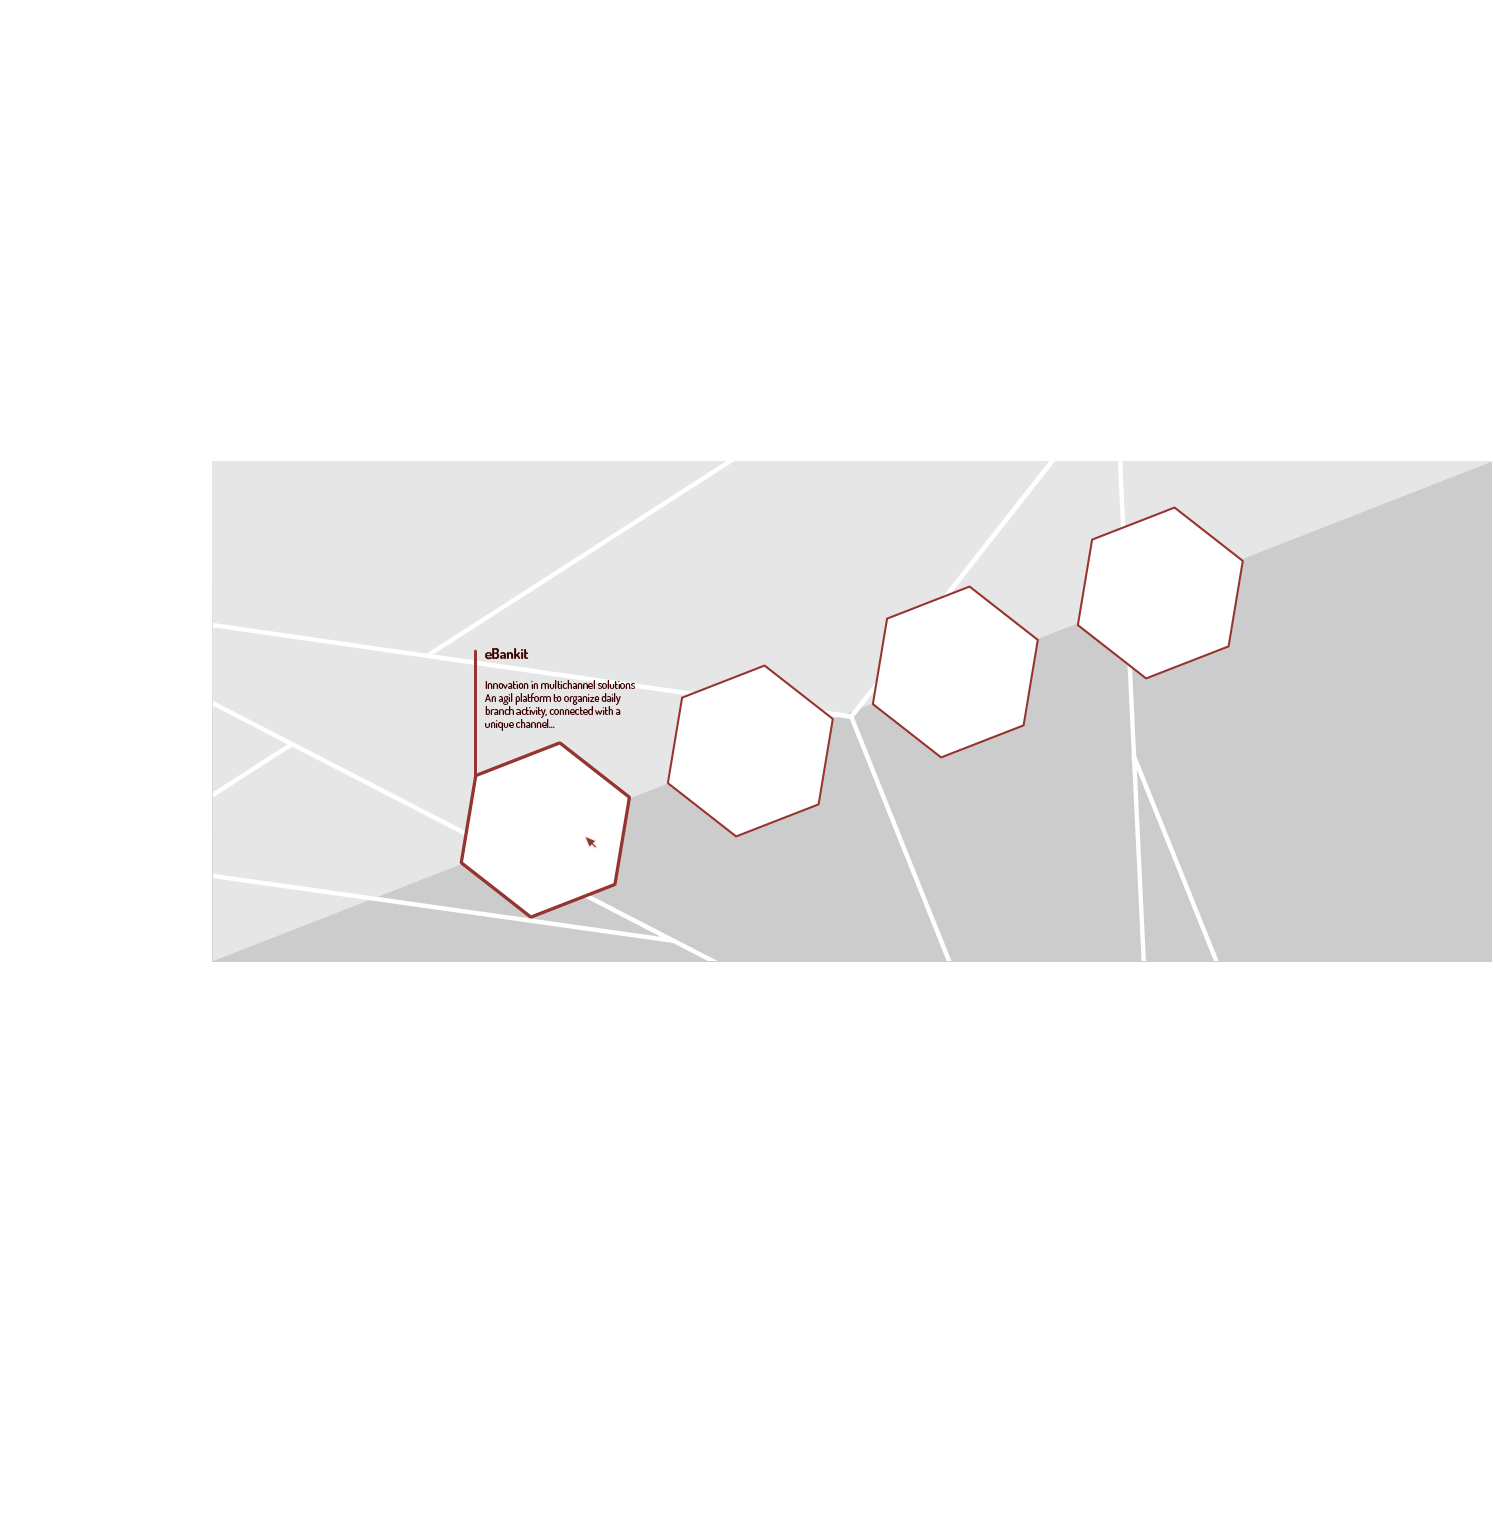 eBankit
Innovation in multichannel solutions
An agil platform to organize daily
branch activity, connected with a
unique channel...